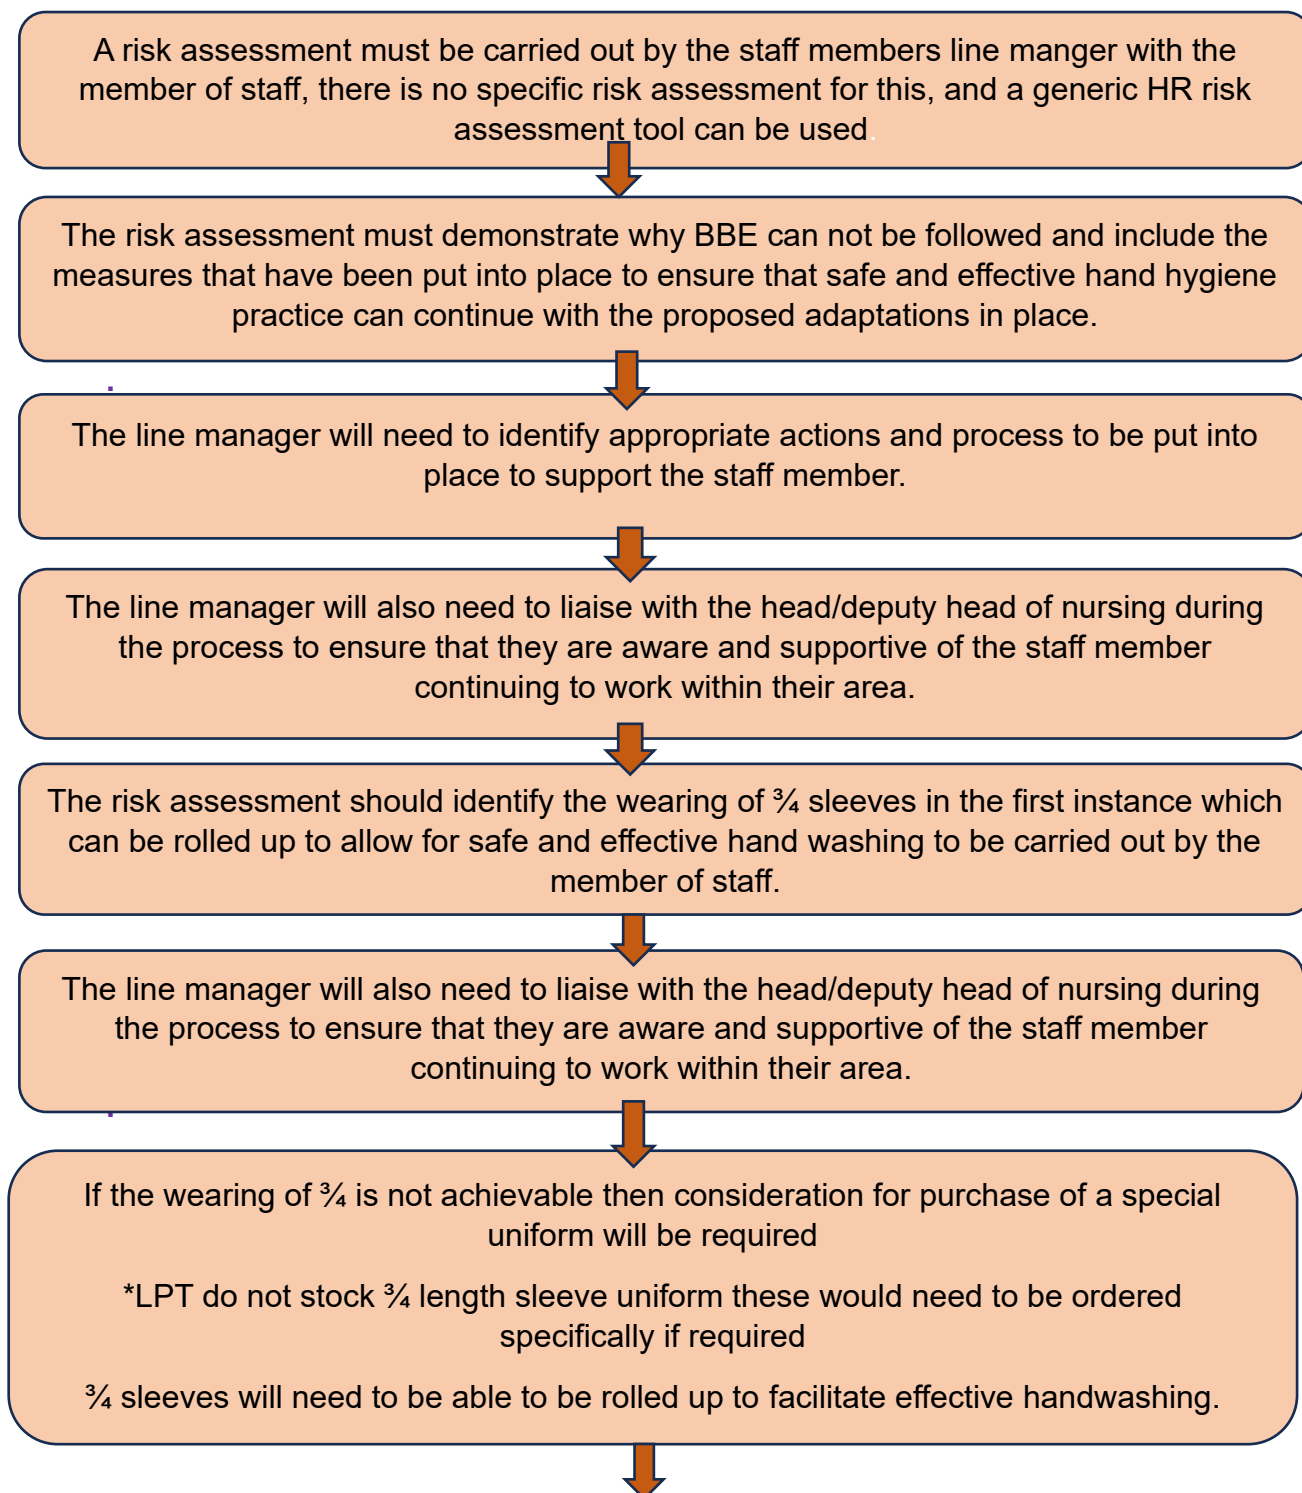 A risk assessment must be carried out by the staff members line manger with the
member of staff, there is no specific risk assessment for this, and a generic HR risk
assessment tool can be used.
The risk assessment must demonstrate why BBE can not be followed and include the
measures that have been put into place to ensure that safe and effective hand hygiene
practice can continue with the proposed adaptations in place.
The line manager will need to identify appropriate actions and process to be put into
place to support the staff member.
The line manager will also need to liaise with the head/deputy head of nursing during
the process to ensure that they are aware and supportive of the staff member
continuing to work within their area.
The risk assessment should identify the wearing of ¾ sleeves in the first instance which
can be rolled up to allow for safe and effective hand washing to be carried out by the
member of staff.
The line manager will also need to liaise with the head/deputy head of nursing during
the process to ensure that they are aware and supportive of the staff member
continuing to work within their area.
If the wearing of ¾ is not achievable then consideration for purchase of a special
uniform will be required
*LPT do not stock ¾ length sleeve uniform these would need to be ordered
specifically if required
¾ sleeves will need to be able to be rolled up to facilitate effective handwashing.